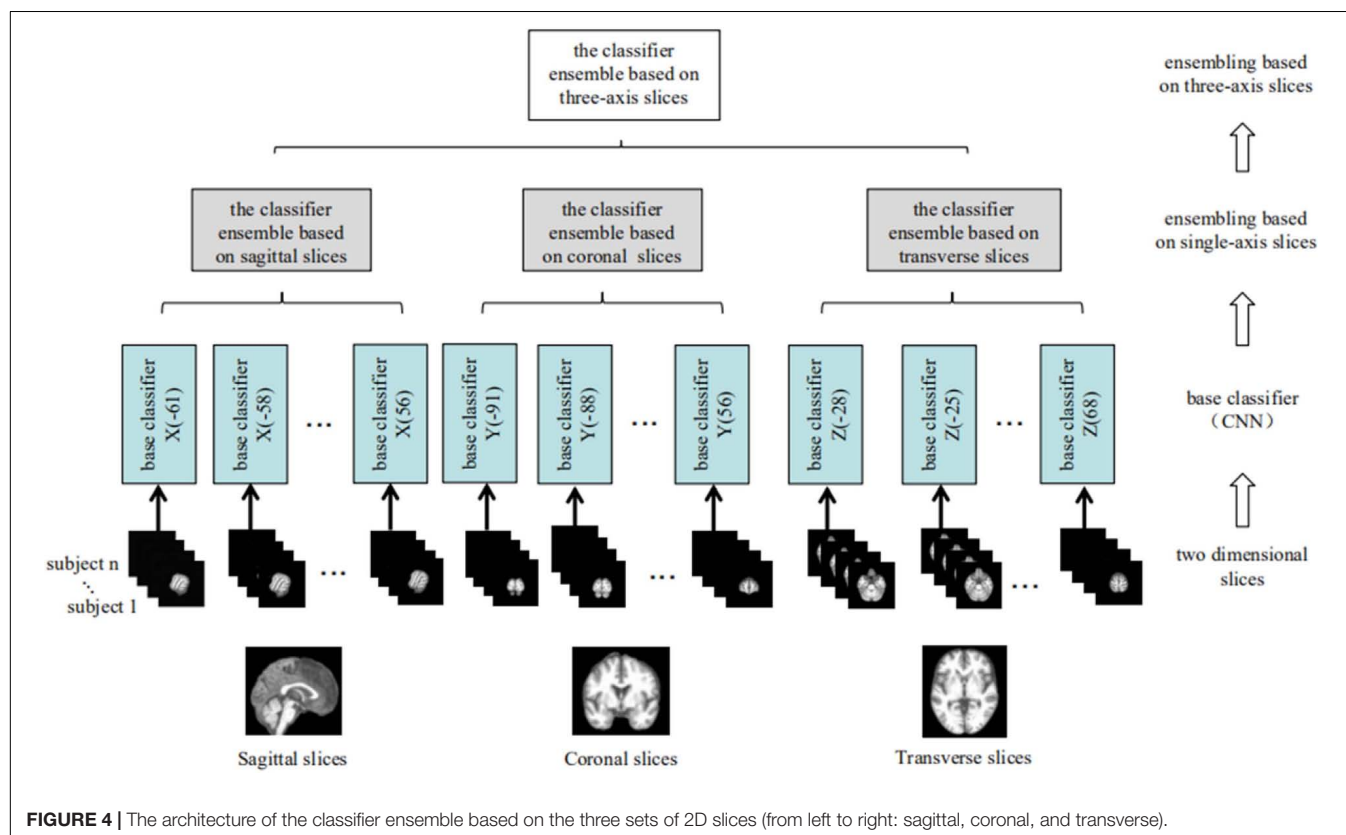 the classifier
ensemble based on
three-axis slices
ensembling based
on three-axis slices
the classifier
ensemble based
on sagittal slices
the classifier
ensemble based
on coronal slices
the classifier
ensemble based on
transverse slices
ensembling based
on single-axis slices
base classifier
X(-61)
base classifier
X(-58)
...
base classifier
X(56)
base classifier
Y(-91)
base classifier
Y(-88)
...
base classifier
Y(56)
base classifier
Z(-28)
base classifier
Z(-25)
...
base classifier
Z(68)
base classifier
(CNN)
subject n
...
subject 1
...
...
...
two dimensional
slices
Sagittal slices
Coronal slices
Transverse slices
FIGURE 4 | The architecture of the classifier ensemble based on the three sets of 2D slices (from left to right: sagittal, coronal, and transverse).